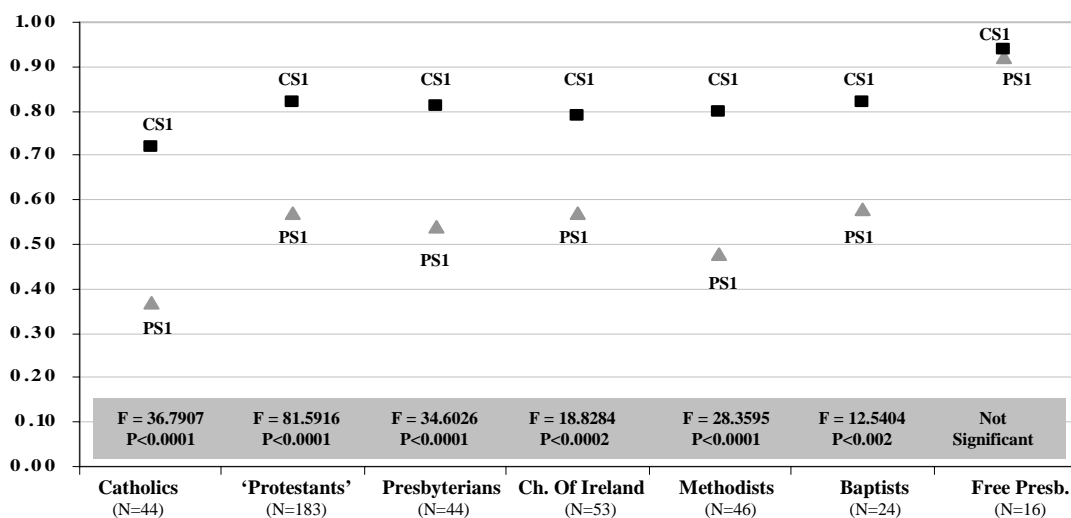 1.00
CS1
0.90
CS1 CS1 CS1 CS1 CS1 PS1
0.80
CS1
0.70
0.60
0.50
PS1 PS1 PS1 PS1
PS1
0.40
PS1
0.30
0.20
F = 36.7907 F = 81.5916 F = 34.6026 F = 18.8284 F = 28.3595 F = 12.5404 Not
0.10
P<0.0001 P<0.0001 P<0.0001 P<0.0002 P<0.0001 P<0.002 Significant
0.00
Catholics ‘Protestants’ Presbyterians Ch. Of Ireland Methodists Baptists Free Presb.
(N=44) (N=183) (N=44) (N=53) (N=46) (N=24) (N=16)